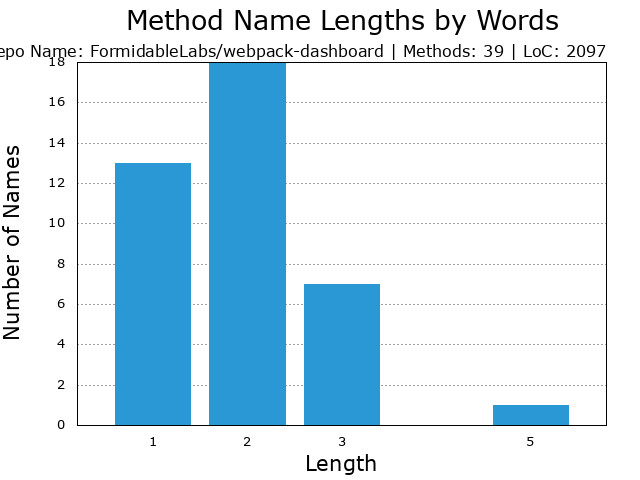 Method Name Lengths by Words
epo Name: FormidableLabs/webpack-dashboard | Methods: 39 | LoC: 2097
18
16
14
12
10
8
6
4
2
0
Number of Names
1 2 3 5
Length